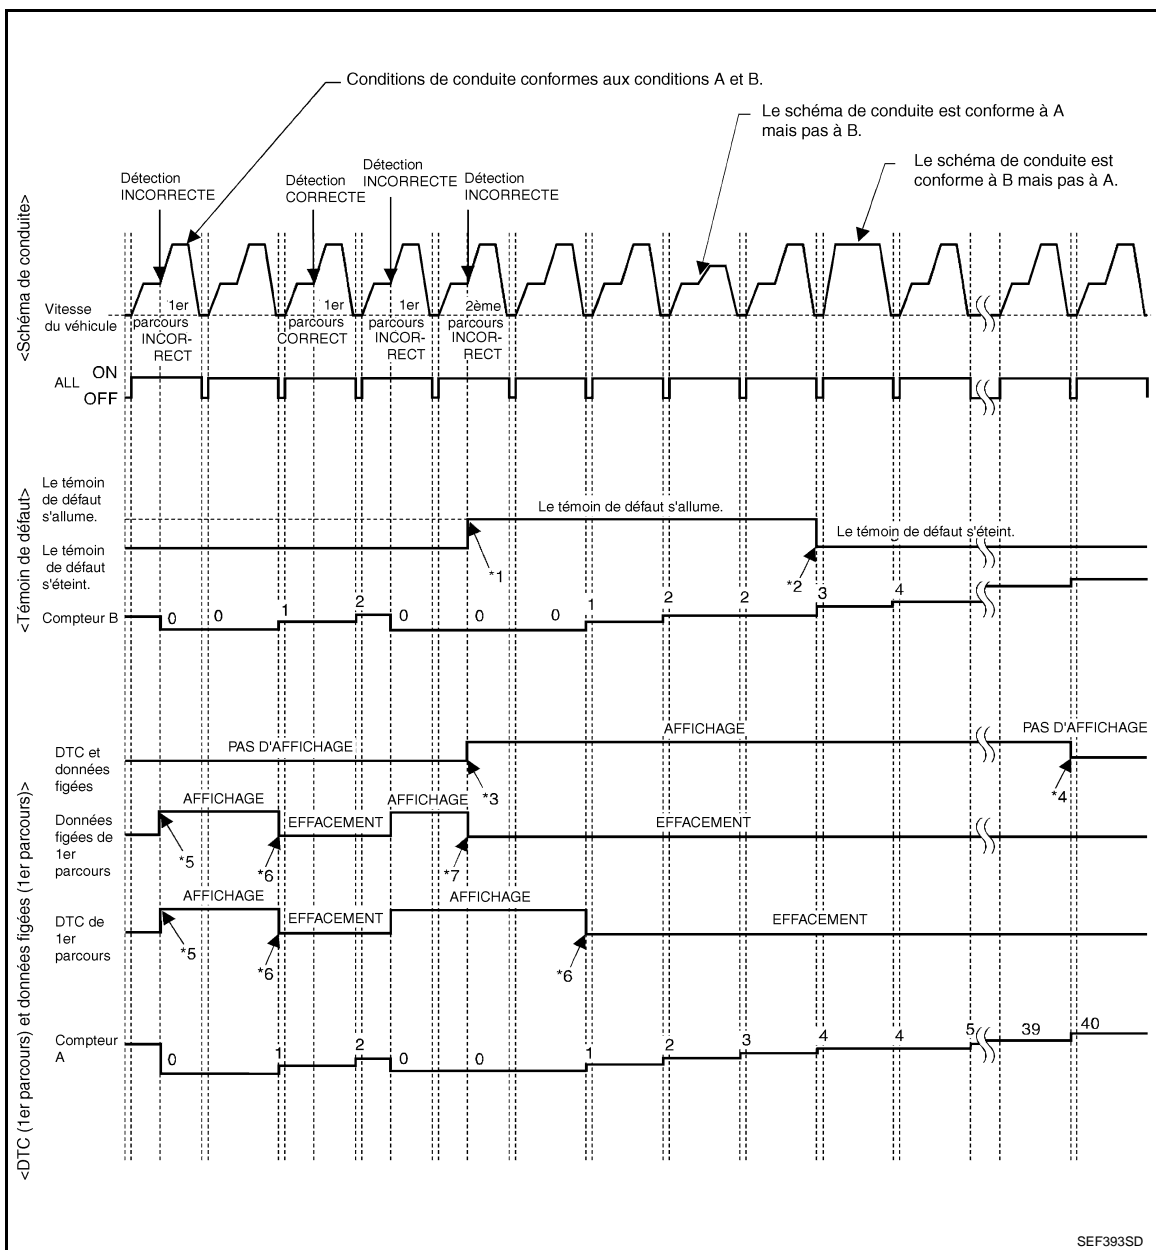 Conditions de conduite conformes aux conditions A et B.
Le schéma de conduite est conforme à A
mais pas à B.
Le schéma de conduite est
conforme à B mais pas à A.
Détection
INCORRECTE
Détection
CORRECTE
Détection
INCORRECTE
Détection
INCORRECTE
<Schéma de conduite>
Vitesse
du véhicule
1er
parcours
INCOR-
RECT
1er
parcours
CORRECT
1er
parcours
INCOR-
RECT
2ème
parcours
INCOR-
RECT
ALL
ON
OFF
<Témoin de défaut>
Le témoin
de défaut
s'allume.
Le témoin de défaut s'allume.
Le témoin de défaut s'éteint.
Le témoin
de défaut
s'éteint.
*1
*2
Compteur B
0 0 1 2 0 0 0 1 2 2 3 4
<DTC (1er parcours) et données figées (1er parcours)>
DTC et
données
figées
PAS D'AFFICHAGE
AFFICHAGE
PAS D'AFFICHAGE
*3
*4
Données
figées de
1er
parcours
AFFICHAGE
EFFACEMENT
AFFICHAGE
EFFACEMENT
*5
*6
*7
DTC de
1er
parcours
AFFICHAGE
EFFACEMENT
AFFICHAGE
EFFACEMENT
*5
*6
*6
Compteur
A
0 1 2 0 0 1 2 3 4 4 5 39 40
SEF393SD